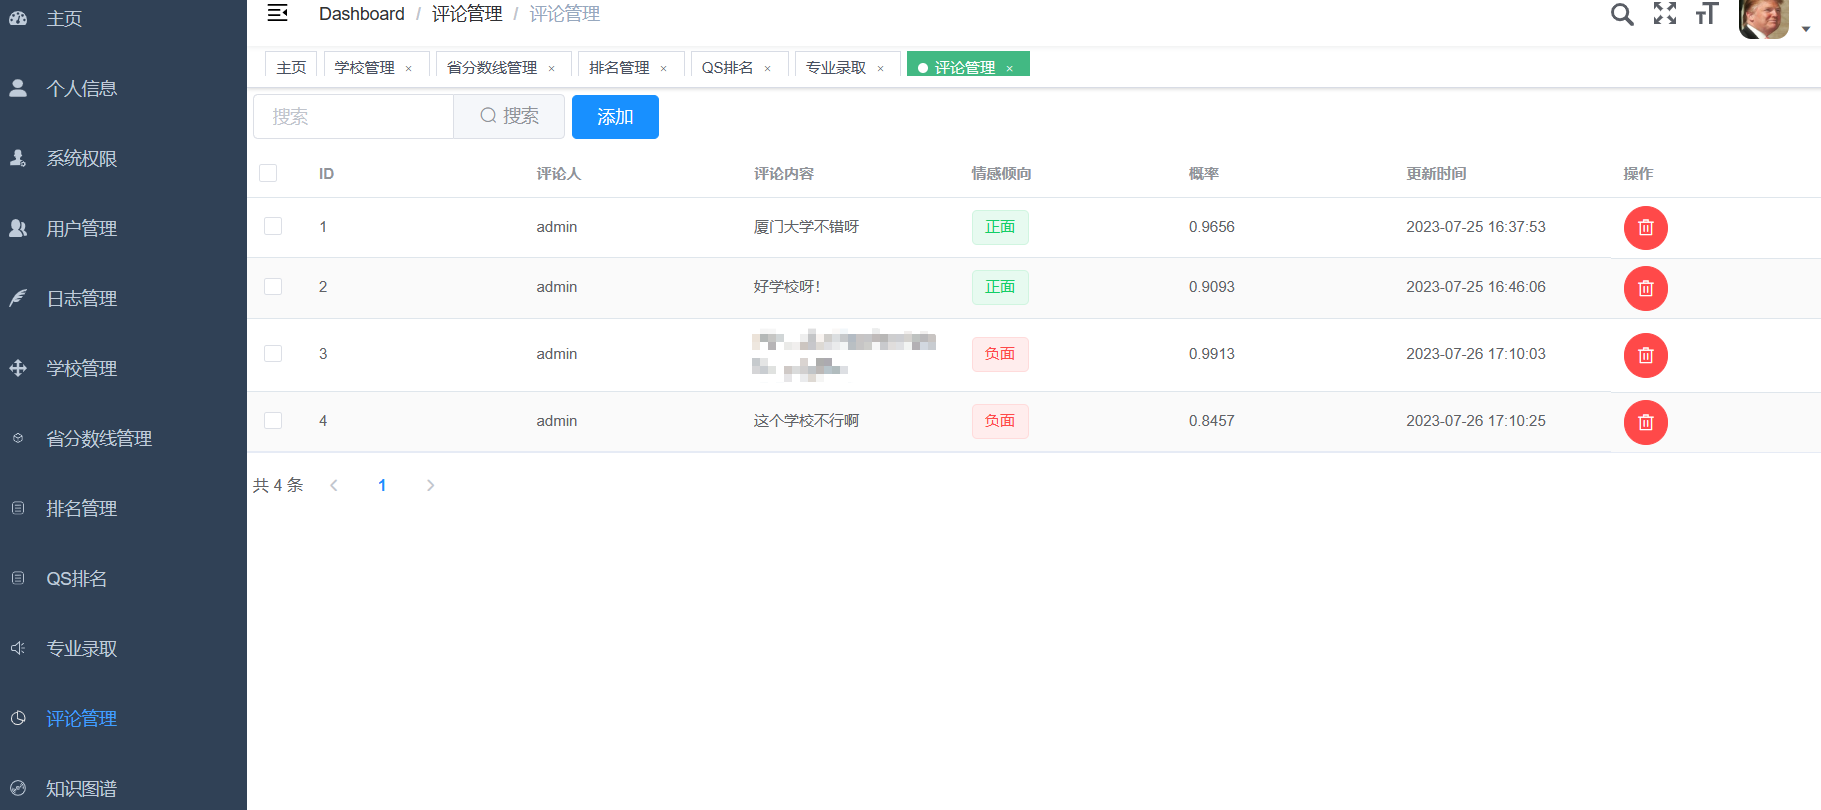 Dashboard / 评论管理 / 评论管理
主页 学校管理 × 省分数线管理 × 排名管理 × QS排名 × 专业录取 × 评论管理 ×
主页
个人信息
系统权限
用户管理
日志管理
学校管理
省分数线管理
排名管理
QS排名
专业录取
评论管理
知识图谱
搜索 搜索 添加
ID 评论人 评论内容 情感倾向 概率 更新时间 操作
1 admin 厦门大学不错呀 正面 0.9656 2023-07-25 16:37:53
2 admin 好学校呀! 正面 0.9093 2023-07-25 16:46:06
3 admin 负面 0.9913 2023-07-26 17:10:03
4 admin 这个学校不行啊 负面 0.8457 2023-07-26 17:10:25
共 4 条 1